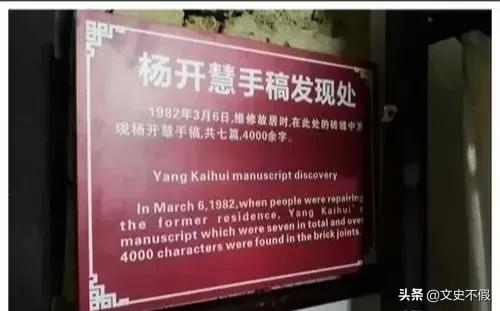 杨开慧手稿发现处
1982年3月6日,维修故居时,在此处的砖缝中发
现杨开慧手稿,共七篇,4000余字。
Yang Kaihui manuscript discovery
In March 6,1982,when people were repairing
the former residence, Yang Kaihui's
manuscript which were seven in total and over
4000 characters were found in the brick joints.
头条 @文史不假